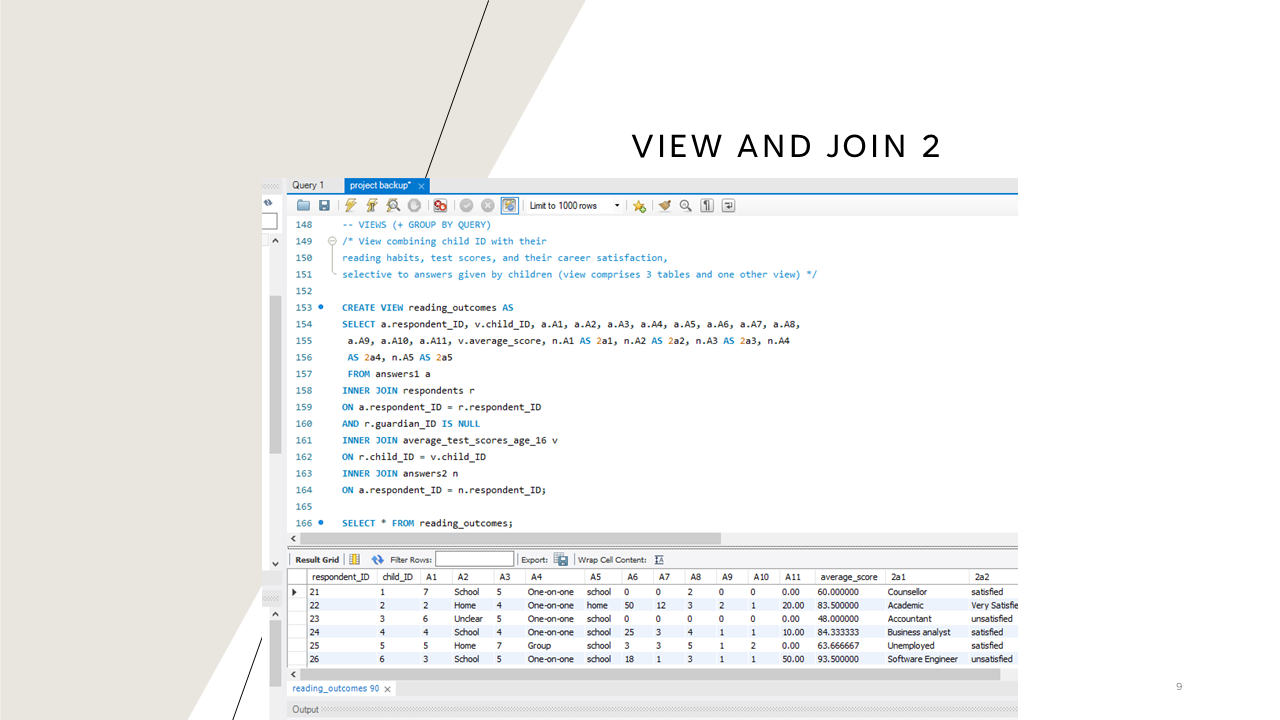 VIEW AND JOIN 2
Query 1 project backup* ×
Limit to 1000 rows
148 -- VIEWS (+ GROUP BY QUERY)
149 /* View combining child ID with their
150 reading habits, test scores, and their career satisfaction,
151 selective to answers given by children (view comprises 3 tables and one other view) */
152
153 CREATE VIEW reading_outcomes AS
154 SELECT a.respondent_ID, v.child_ID, a.A1, a.A2, a.A3, a.A4, a.A5, a.A6, a.A7, a.A8,
155 a.A9, a.A10, a.A11, v.average_score, n.A1 AS 2a1, n.A2 AS 2a2, n.A3 AS 2a3, n.A4
156 AS 2a4, n.A5 AS 2a5
157 FROM answers1 a
158 INNER JOIN respondents r
159 ON a.respondent_ID = r.respondent_ID
160 AND r.guardian_ID IS NULL
161 INNER JOIN average_test_scores_age_16 v
162 ON r.child_ID = v.child_ID
163 INNER JOIN answers2 n
164 ON a.respondent_ID = n.respondent_ID;
165
166 SELECT * FROM reading_outcomes;
Result Grid Filter Rows: Export: Wrap Cell Content:
respondent_ID child_ID A1 A2 A3 A4 A5 A6 A7 A8 A9 A10 A11 average_score 2a1 2a2
21 1 7 School 5 One-on-one school 0 0 2 0 0 0.00 60.000000 Counsellor satisfied
22 2 2 Home 4 One-on-one home 50 12 3 2 1 20.00 83.500000 Academic Very Satisfie
23 3 6 Unclear 5 One-on-one school 0 0 0 0 0 0.00 48.000000 Accountant unsatisfied
24 4 4 School 4 One-on-one school 25 3 4 1 1 10.00 84.333333 Business analyst satisfied
25 5 5 Home 7 Group school 3 3 5 1 2 0.00 63.666667 Unemployed satisfied
26 6 3 School 5 One-on-one school 18 1 3 1 1 50.00 93.500000 Software Engineer unsatisfied
reading_outcomes 90 ×
Output
9